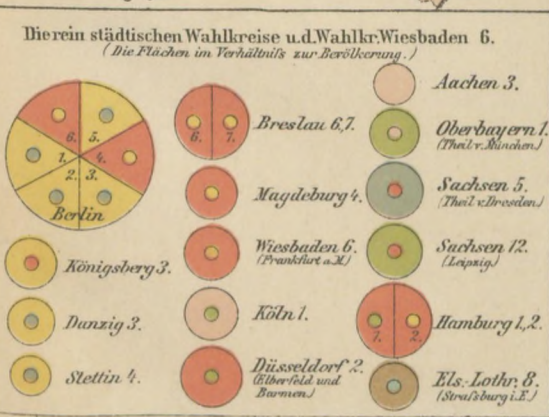 Die rein städtischen Wahlkreise u.d. Wahlkr. Wiesbaden 6.
(Die Flächen im Verhältniſs zur Bevölkerung.)
6. 5.
1. 4.
2. 3.
Berlin
Königsberg 3.
Danzig 3.
Stettin 4.
6. 7.
Breslau 6,7.
Magdeburg 4.
Wiesbaden 6.
(Frankfurt a.M.)
Köln 1.
Düsseldorf 2.
(Elberfeld und
Barmen.)
Aachen 3.
Oberbayern 1.
(Theil v. München)
Sachsen 5.
(Theil v. Dresden)
Sachsen 12.
(Leipzig.)
1. 2.
Hamburg 1,2.
Els.-Lothr. 8.
(Straſsburg i.E.)